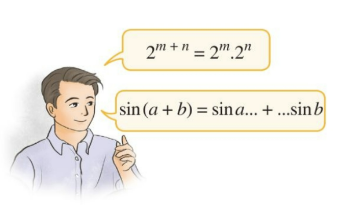 2^{m + n} = 2^m.2^n
sin(a + b) = sin a... + ...sin b